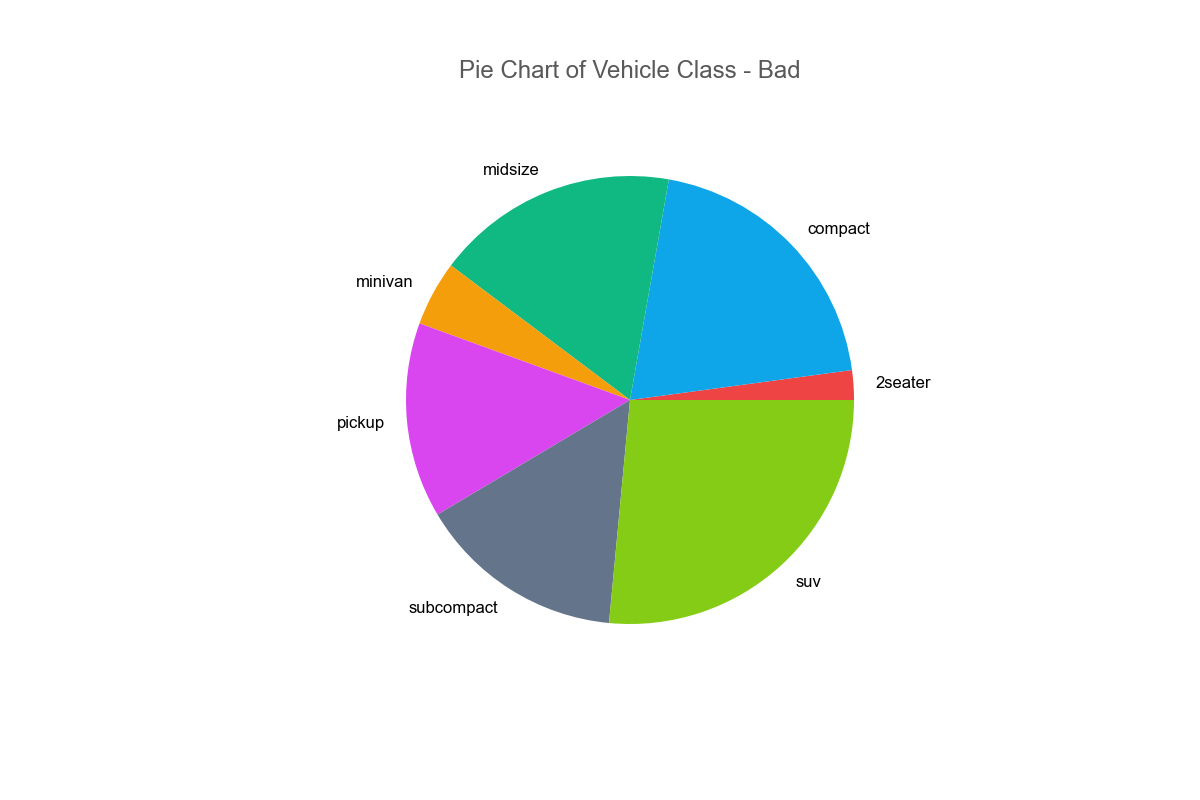 Pie Chart of Vehicle Class - Bad
midsize
compact
minivan
2seater
pickup
suv
subcompact